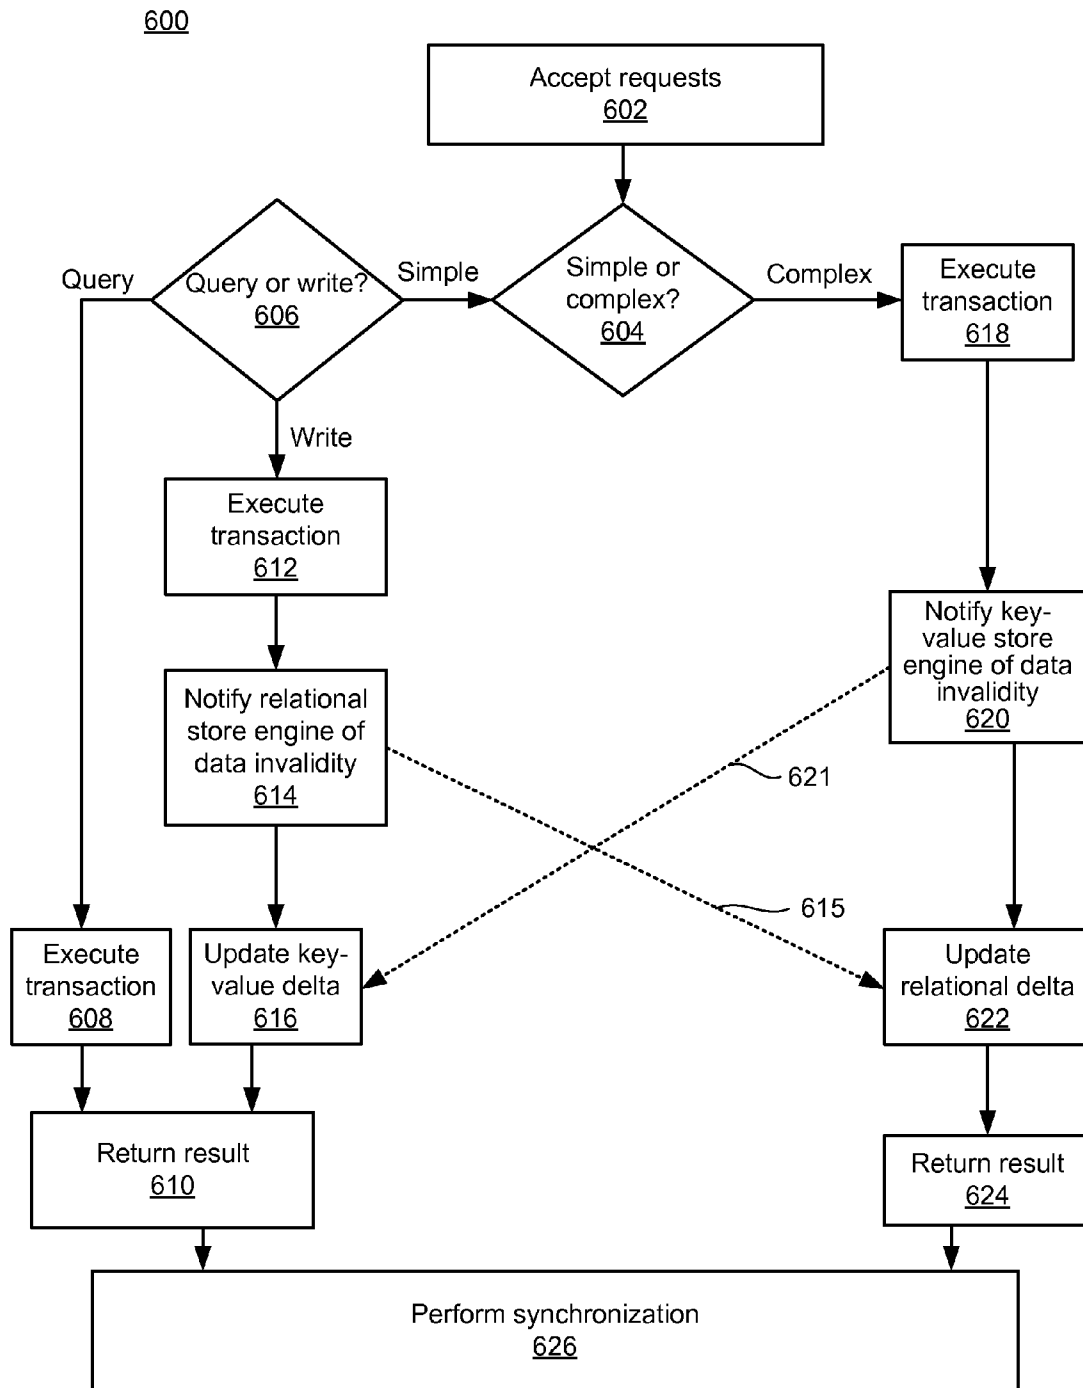 600
Accept requests
602
Query
Query or write?
606
Simple
Simple or
complex?
604
Complex
Execute
transaction
618
Write
Execute
transaction
612
Notify relational
store engine of
data invalidity
614
Notify key-
value store
engine of data
invalidity
620
621
615
Execute
transaction
608
Update key-
value delta
616
Update
relational delta
622
Return result
610
Return result
624
Perform synchronization
626